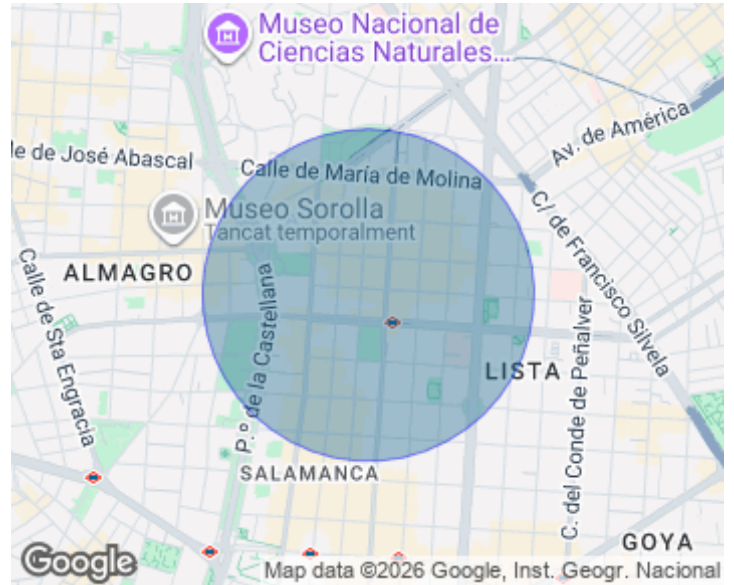 Museo Nacional de
Ciencias Naturales...
Av. de América
le de José Abascal
Calle de María de Molina
Museo Sorolla
Tancat temporalment
C/ de Francisco Silvela
ALMAGRO
Calle de Sta Engracia
P.º de la Castellana
C. del Conde de Peñalver
LISTA
SALAMANCA
GOYA
Google
Map data ©2026 Google, Inst. Geogr. Nacional